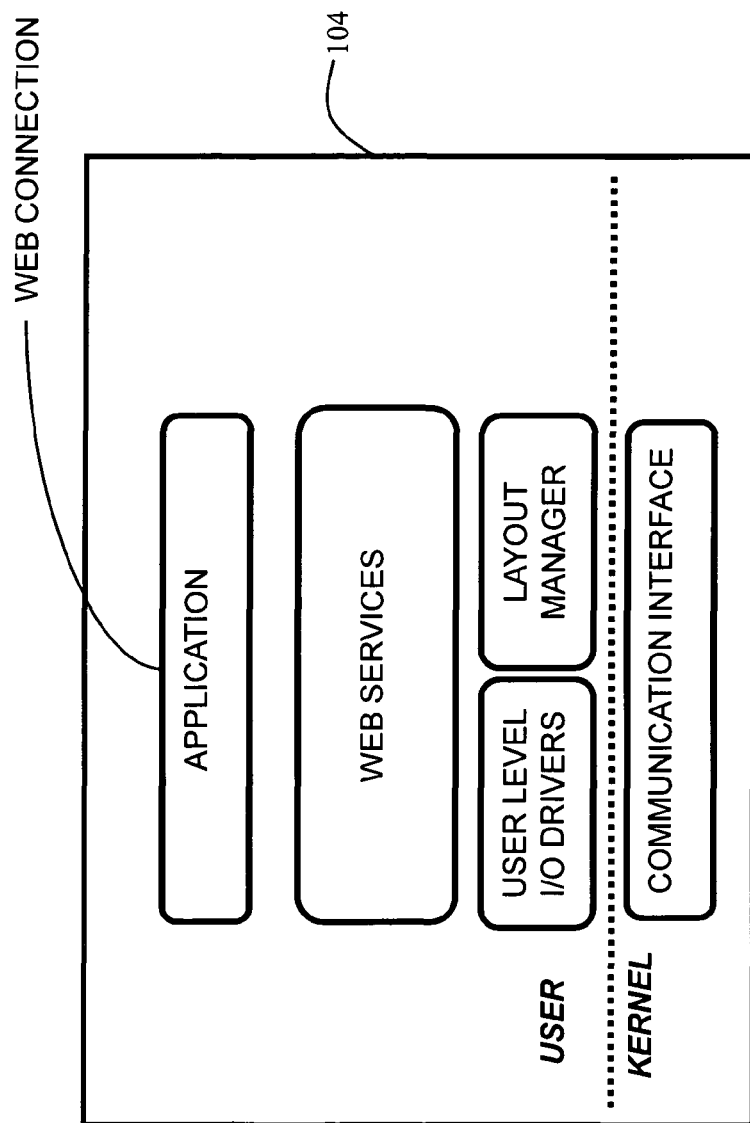 WEB CONNECTION
104
APPLICATION
WEB SERVICES
USER LEVEL
I/O DRIVERS
LAYOUT
MANAGER
USER
KERNEL
COMMUNICATION INTERFACE